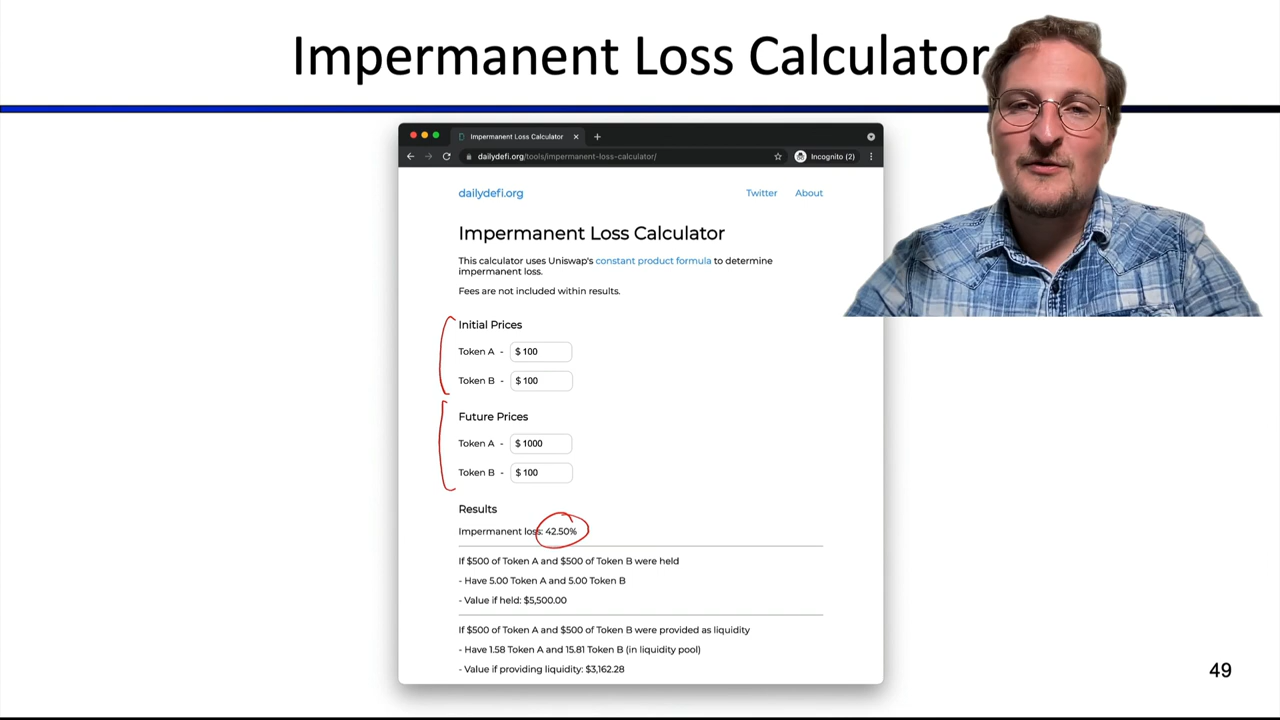 Impermanent Loss Calculator
Impermanent Loss Calculator
dailydefi.org/tools/impermanent-loss-calculator/
Incognito (2)
dailydefi.org
Twitter
About
Impermanent Loss Calculator
This calculator uses Uniswap's constant product formula to determine
impermanent loss.
Fees are not included within results.
Initial Prices
Token A - $ 100
Token B - $ 100
Future Prices
Token A - $ 1000
Token B - $ 100
Results
Impermanent loss: 42.50%
If $500 of Token A and $500 of Token B were held
- Have 5.00 Token A and 5.00 Token B
- Value if held: $5,500.00
If $500 of Token A and $500 of Token B were provided as liquidity
- Have 1.58 Token A and 15.81 Token B (in liquidity pool)
- Value if providing liquidity: $3,162.28
49